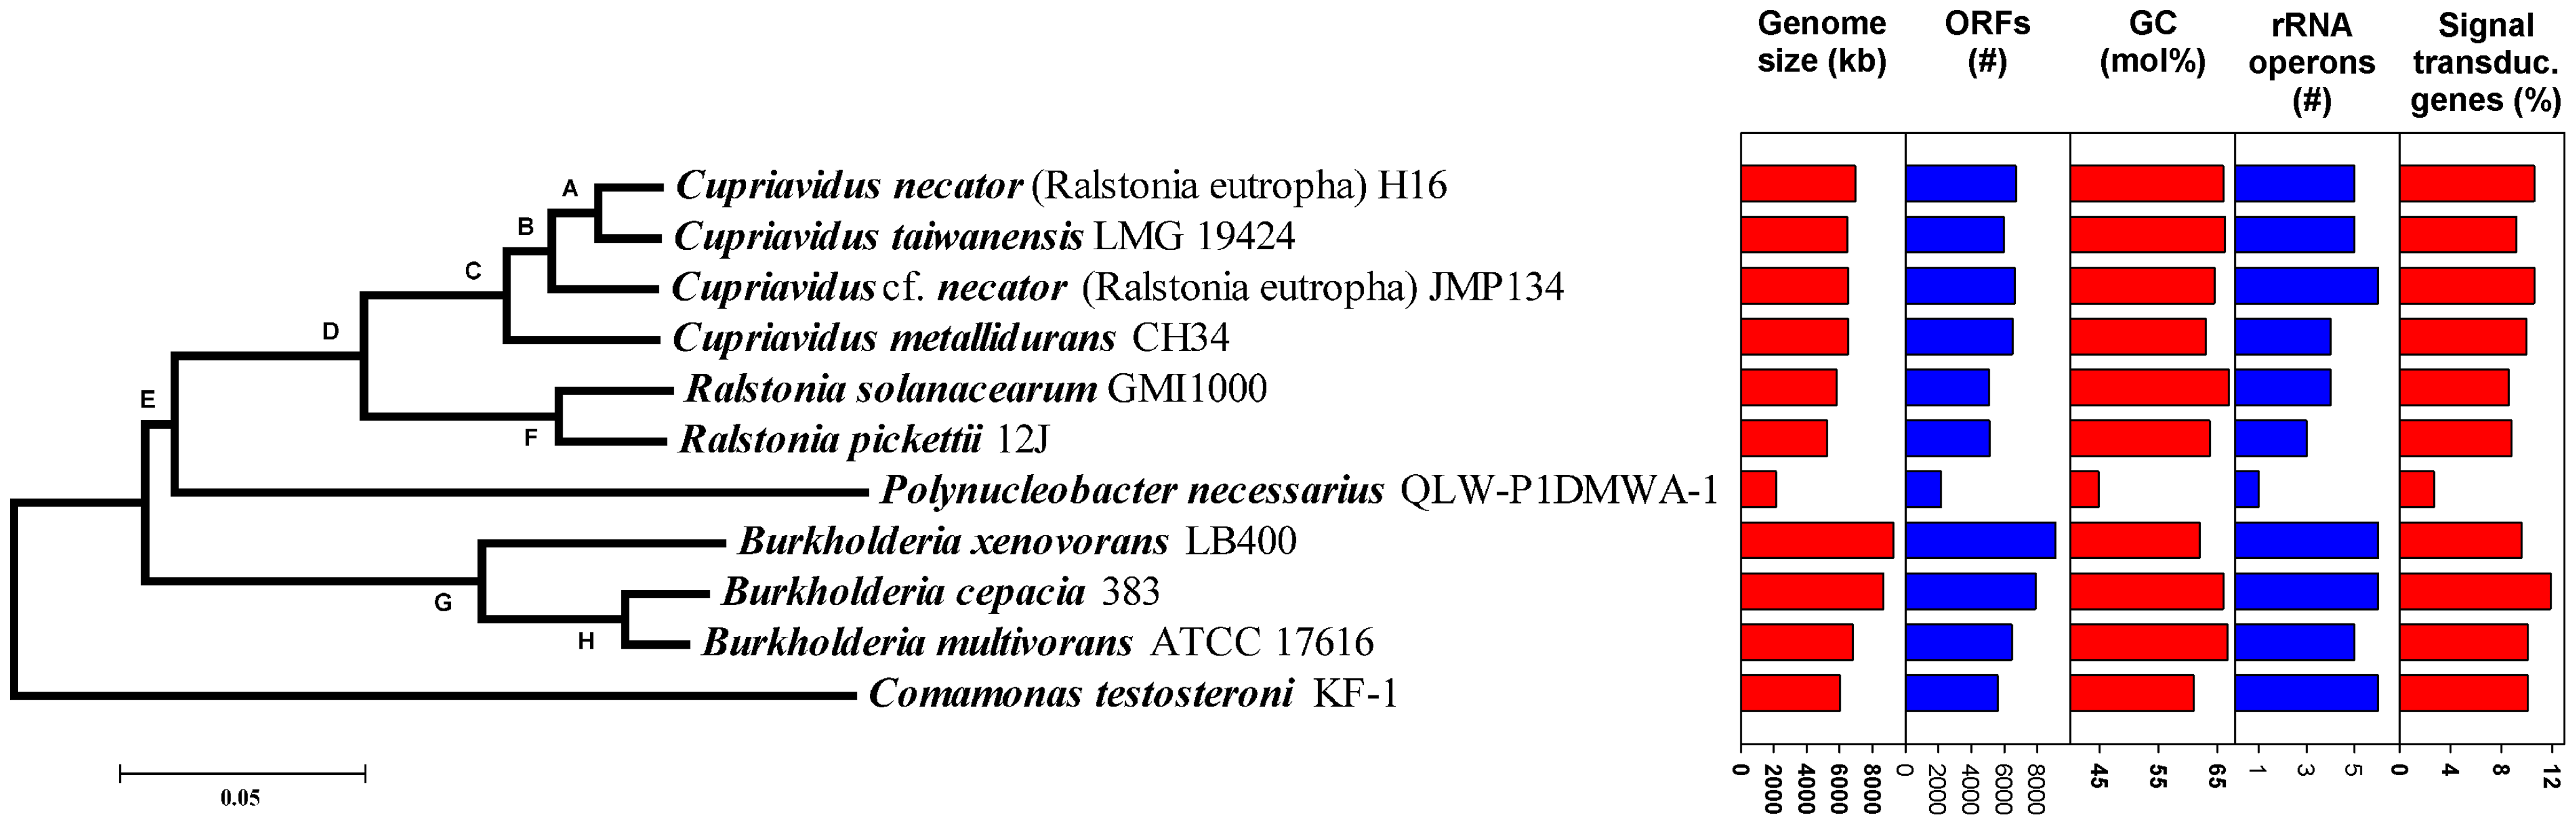 Genome size (kb)
ORFs (#)
GC (mol%)
rRNA operons (#)
Signal transduc. genes (%)
A
Cupriavidus necator (Ralstonia eutropha) H16
B
Cupriavidus taiwanensis LMG 19424
C
Cupriavidus cf. necator (Ralstonia eutropha) JMP134
D
Cupriavidus metallidurans CH34
E
Ralstonia solanacearum GMI1000
F
Ralstonia pickettii 12J
Polynucleobacter necessarius QLW-P1DMWA-1
Burkholderia xenovorans LB400
G
Burkholderia cepacia 383
H
Burkholderia multivorans ATCC 17616
Comamonas testosteroni KF-1
0.05
0 2000 4000 6000 8000
0 2000 4000 6000 8000
45 55 65
1 3 5
0 4 8 12